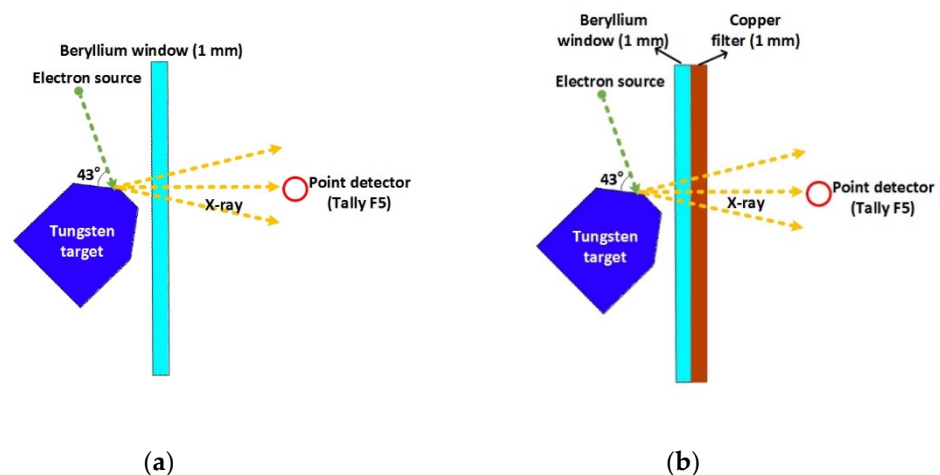 Beryllium window (1 mm)
Electron source
43°
Tungsten
target
X-ray
Point detector
(Tally F5)
(a)
Beryllium
window (1 mm)
Copper
filter (1 mm)
Electron source
43°
Tungsten
target
X-ray
Point detector
(Tally F5)
(b)